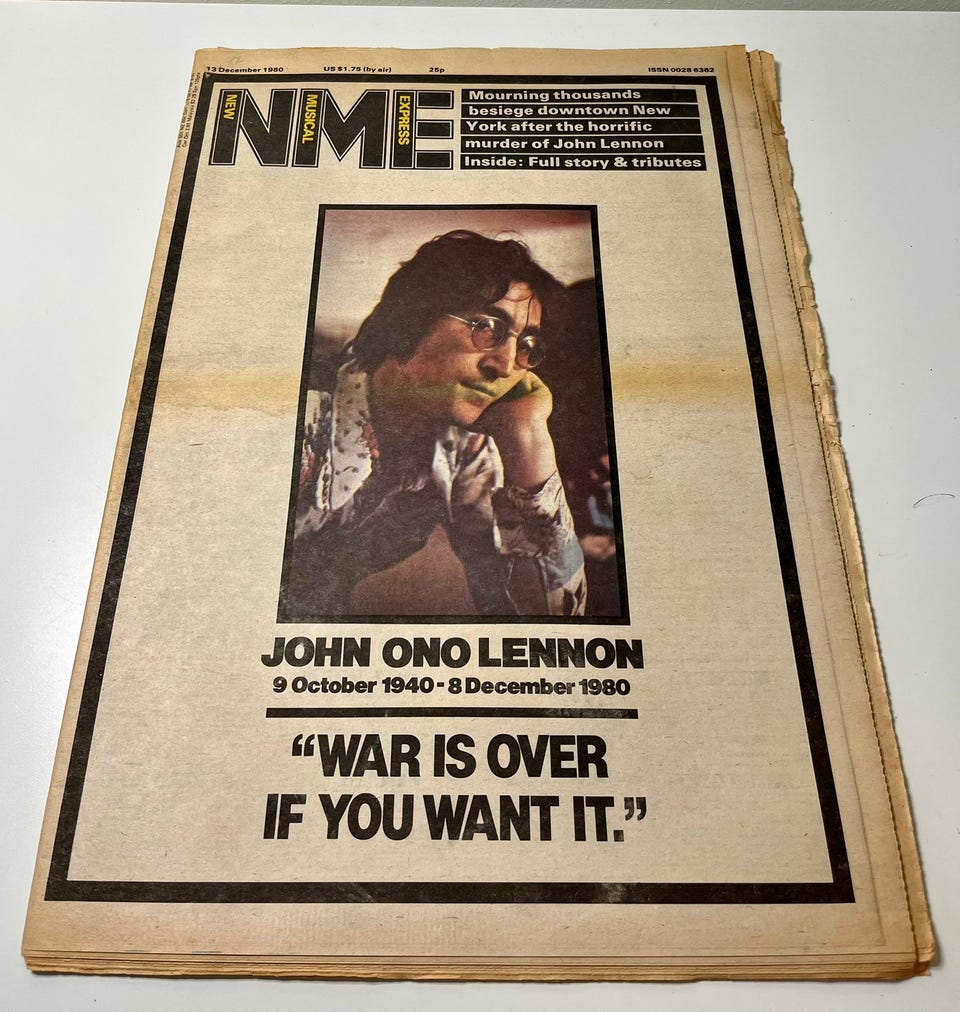 13 December 1980 US $1.75 (by air) 25p ISSN 0028 6362
NME
NEW
MUSICAL
EXPRESS
Mourning thousands
besiege downtown New
York after the horrific
murder of John Lennon
Inside: Full story & tributes
JOHN ONO LENNON
9 October 1940 - 8 December 1980
“WAR IS OVER
IF YOU WANT IT.”